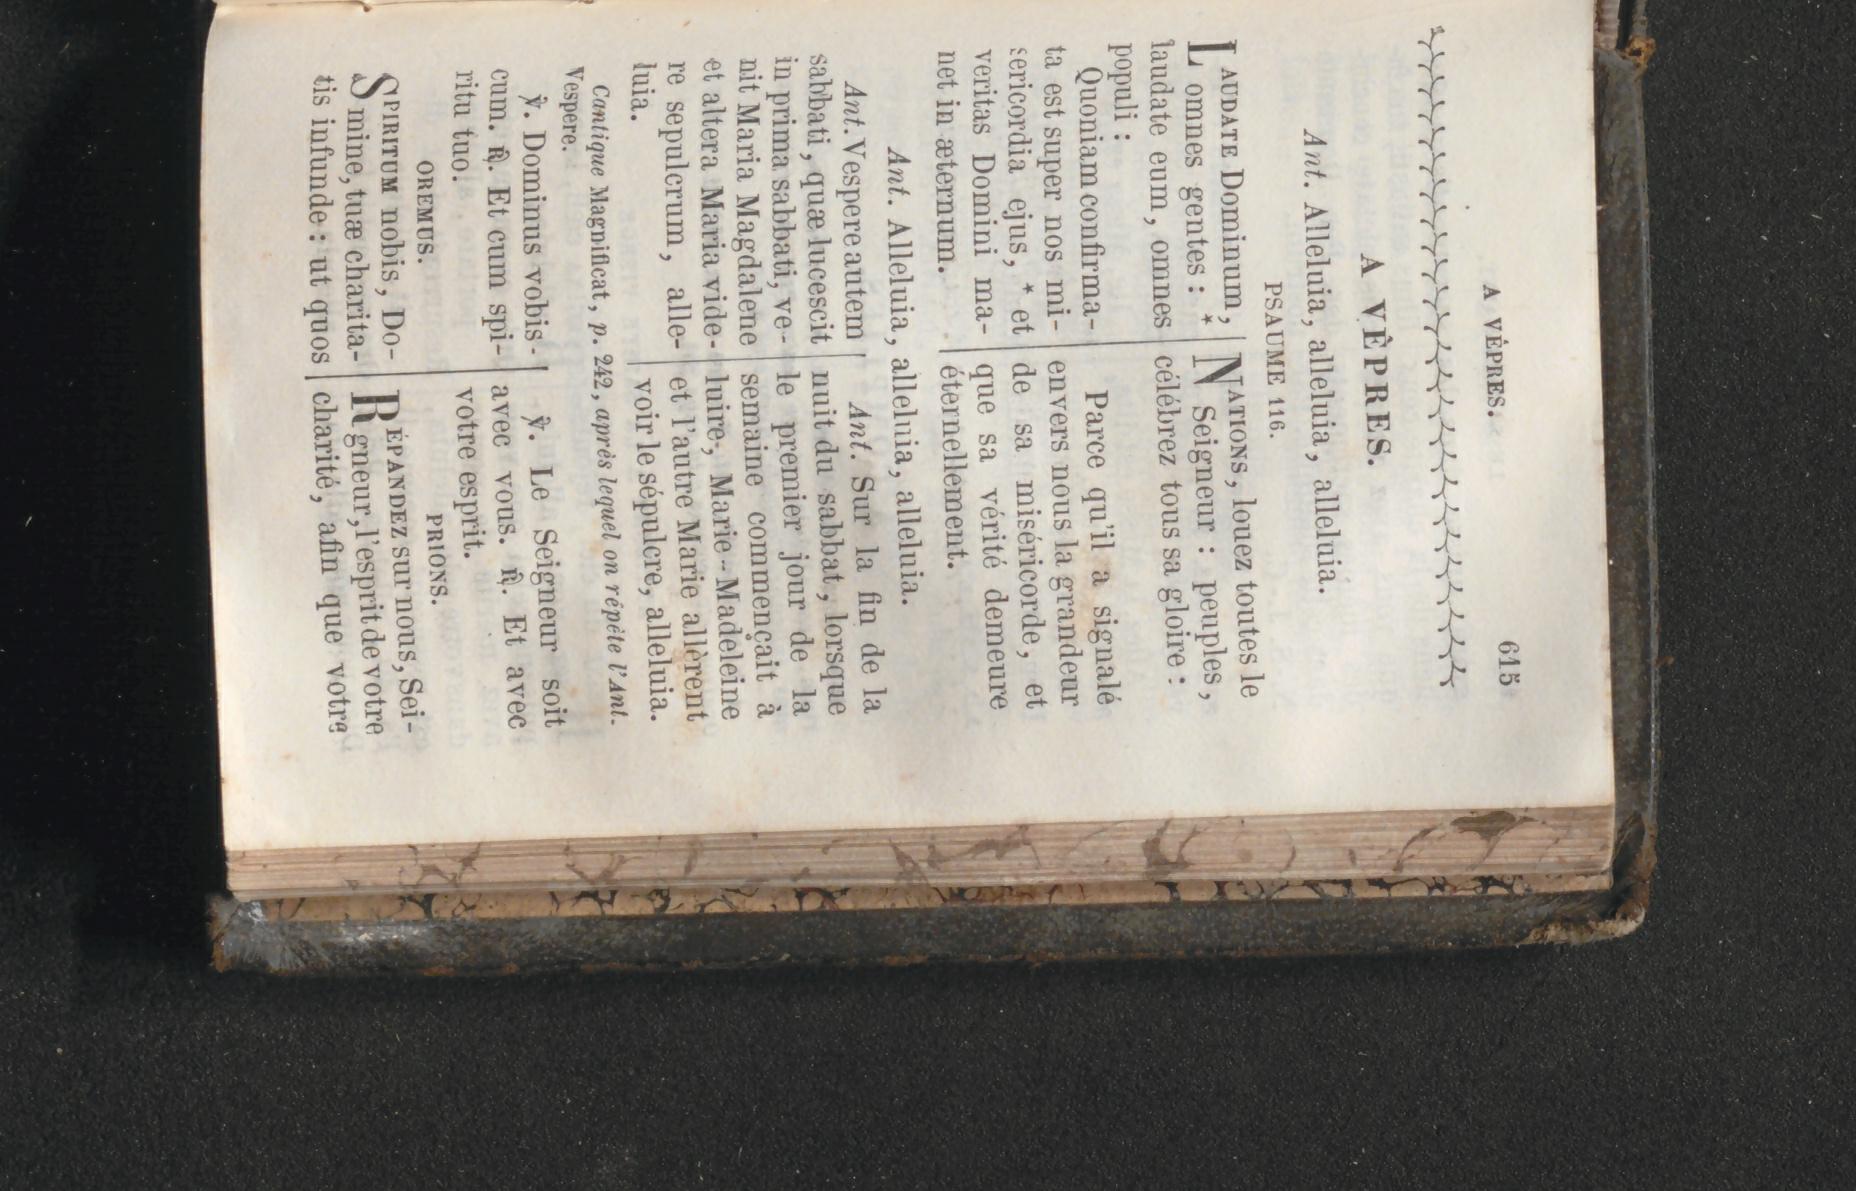 A VÉPRES. 615
A VÈPRES.
Ant. Alleluia, alleluia, alleluia.
PSAUME 116.
LAUDATE Dominum,
omnes gentes : *
laudate eum, omnes
populi :
Quoniam confirma-
ta est super nos mi-
sericordia ejus, * et
veritas Domini ma-
net in æternum.
NATIONS, louez toutes le
Seigneur : peuples,
célébrez tous sa gloire :
Parce qu'il a signalé
envers nous la grandeur
de sa miséricorde, et
que sa vérité demeure
éternellement.
Ant. Alleluia, alleluia, alleluia.
Ant. Vespere autem
sabbati, quæ lucescit
in prima sabbati, ve-
nit Maria Magdalene
et altera Maria vide-
re sepulcrum, alle-
luia.
Ant. Sur la fin de la
nuit du sabbat, lorsque
le premier jour de la
semaine commençait à
luire, Marie-Madeleine
et l'autre Marie allèrent
voir le sépulcre, alleluia.
Cantique Magnificat, p. 242, après lequel on répète l'Ant.
Vespere.
℣. Dominus vobis-
cum. ℟. Et cum spi-
ritu tuo.
℣. Le Seigneur soit
avec vous. ℟. Et avec
votre esprit.
OREMUS.
SPIRITUM nobis, Do-
mine, tuæ charita-
tis infunde : ut quos
PRIONS.
RÉPANDEZ sur nous, Sei-
gneur, l'esprit de votre
charité, afin que votre